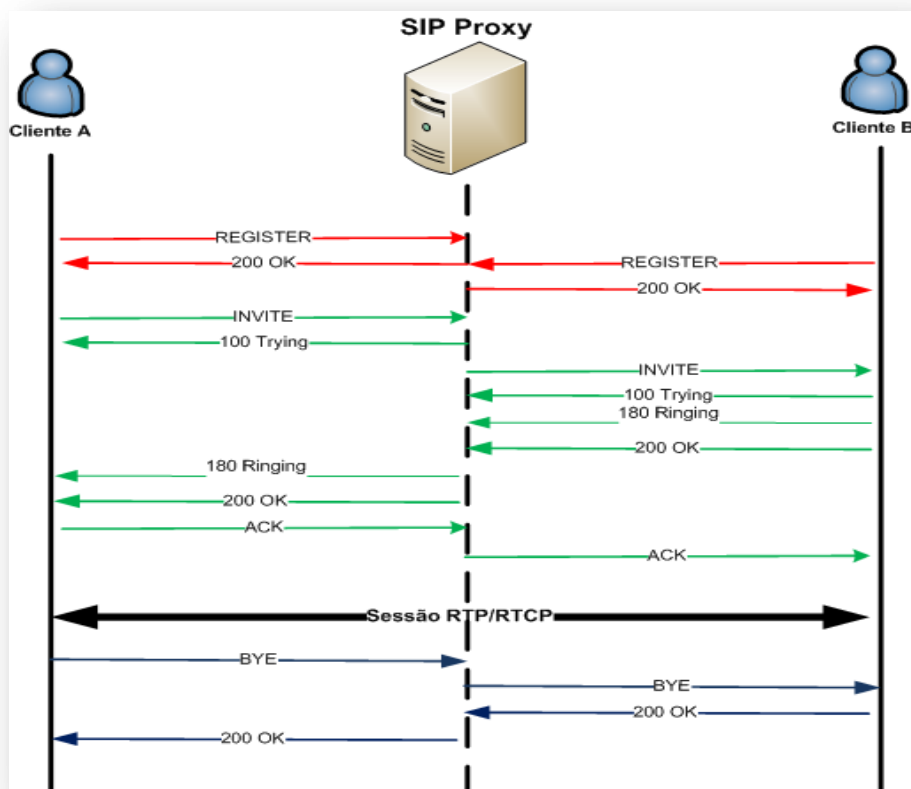 SIP Proxy
Cliente A
Cliente B
REGISTER
200 OK
REGISTER
200 OK
INVITE
100 Trying
INVITE
100 Trying
180 Ringing
200 OK
180 Ringing
200 OK
ACK
ACK
Sessão RTP/RTCP
BYE
BYE
200 OK
200 OK